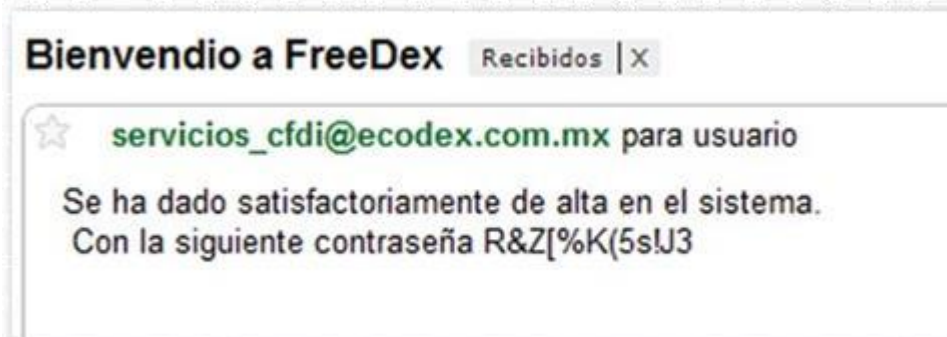 Bienvendio a FreeDex Recibidos | X
servicios_cfdi@ecodex.com.mx para usuario
Se ha dado satisfactoriamente de alta en el sistema.
Con la siguiente contraseña R&Z[%K(5s!J3